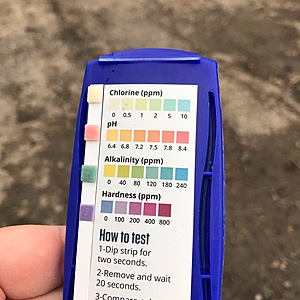 Chlorine (ppm)
0 0.5 1 2 5 10
pH
6.4 6.8 7.2 7.5 7.8 8.4
Alkalinity (ppm)
0 40 80 120 180 240
Hardness (ppm)
0 100 200 400 800
How to test
1-Dip strip for
two seconds.
2-Remove and wait
20 seconds.